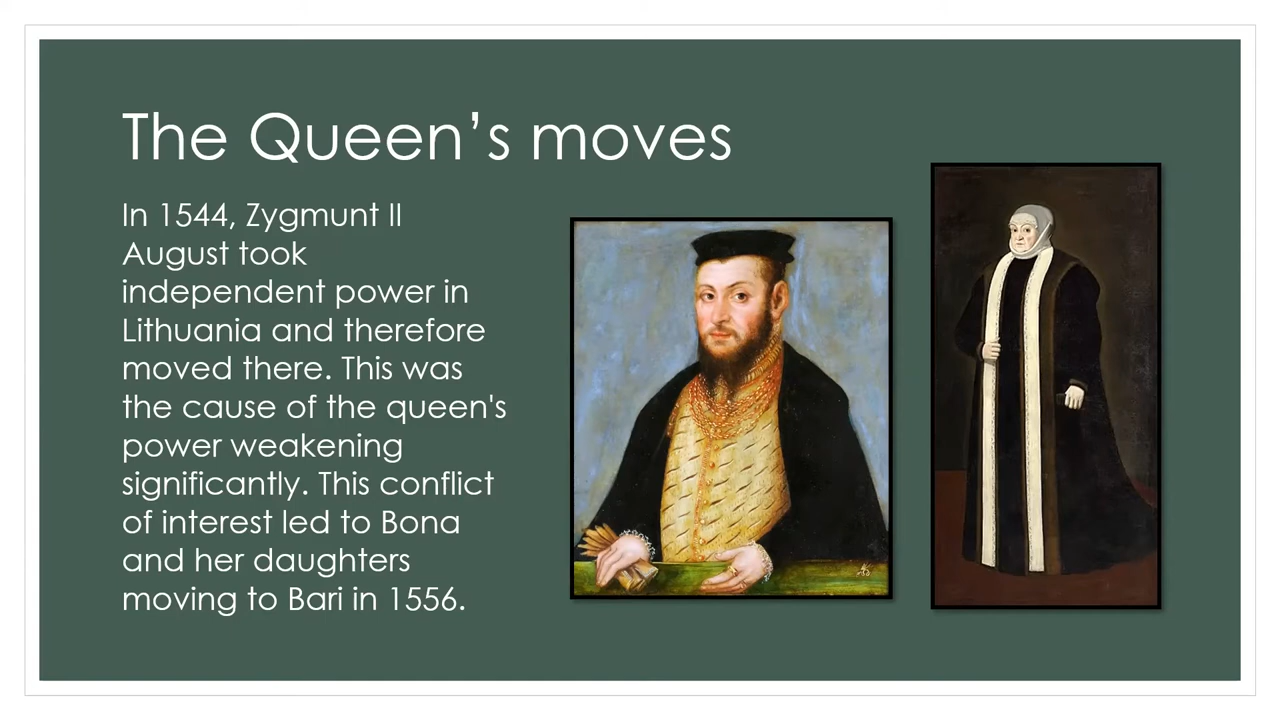 The Queen’s moves
In 1544, Zygmunt II
August took
independent power in
Lithuania and therefore
moved there. This was
the cause of the queen's
power weakening
significantly. This conflict
of interest led to Bona
and her daughters
moving to Bari in 1556.